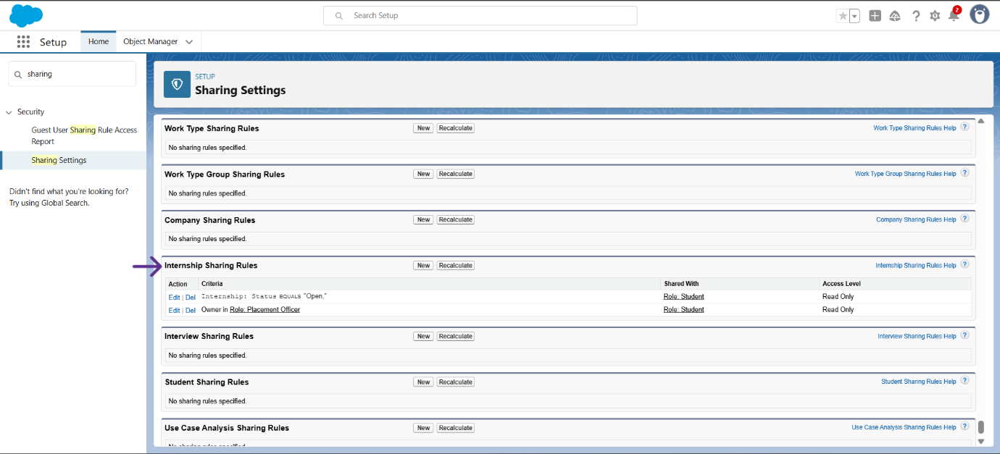 Search Setup
2
Setup
Home
Object Manager
sharing
Security
Guest User Sharing Rule Access
Report
Sharing Settings
Didn't find what you're looking for?
Try using Global Search.
SETUP
Sharing Settings
Work Type Sharing Rules New Recalculate Work Type Sharing Rules Help ?
No sharing rules specified.
Work Type Group Sharing Rules New Recalculate Work Type Group Sharing Rules Help ?
No sharing rules specified.
Company Sharing Rules New Recalculate Company Sharing Rules Help ?
No sharing rules specified.
Internship Sharing Rules New Recalculate Internship Sharing Rules Help ?
Action Criteria Shared With Access Level
Edit | Del Internship: Status EQUALS "Open," Role: Student Read Only
Edit | Del Owner in Role: Placement Officer Role: Student Read Only
Interview Sharing Rules New Recalculate Interview Sharing Rules Help ?
No sharing rules specified.
Student Sharing Rules New Recalculate Student Sharing Rules Help ?
No sharing rules specified.
Use Case Analysis Sharing Rules New Recalculate Use Case Analysis Sharing Rules Help ?
No sharing rules specified.